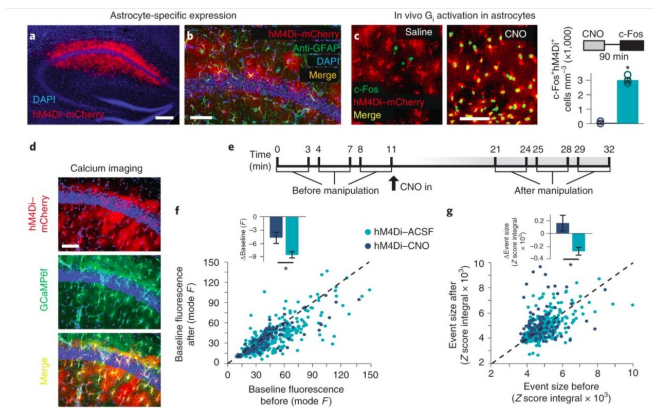 Astrocyte-specific expression
In vivo Gi activation in astrocytes
a
hM4Di–mCherry
DAPI
b
hM4Di–mCherry
Anti-GFAP
DAPI
Merge
c
Saline
c-Fos
hM4Di–mCherry
Merge
CNO
CNO
c-Fos
90 min
c-Fos+hM4Di+
cells mm−3 (×1,000)
3
2
1
0
*
d
Calcium imaging
hM4Di–
mCherry
GCaMP6f
Merge
e
Time
(min)
0
3
4
7
8
11
21
24
25
28
29
32
Before manipulation
CNO in
After manipulation
f
ΔBaseline (F)
0
−3
−6
−9
*
hM4Di–ACSF
hM4Di–CNO
Baseline fluorescence
after (mode F)
150
120
90
60
30
0
0
30
60
90
120
150
Baseline fluorescence
before (mode F)
g
ΔEvent size
(Z score integral
× 103)
0.2
0
−0.2
−0.4
*
Event size after
(Z score integral × 103)
10
8
6
4
2
2
4
6
8
10
Event size before
(Z score integral × 103)